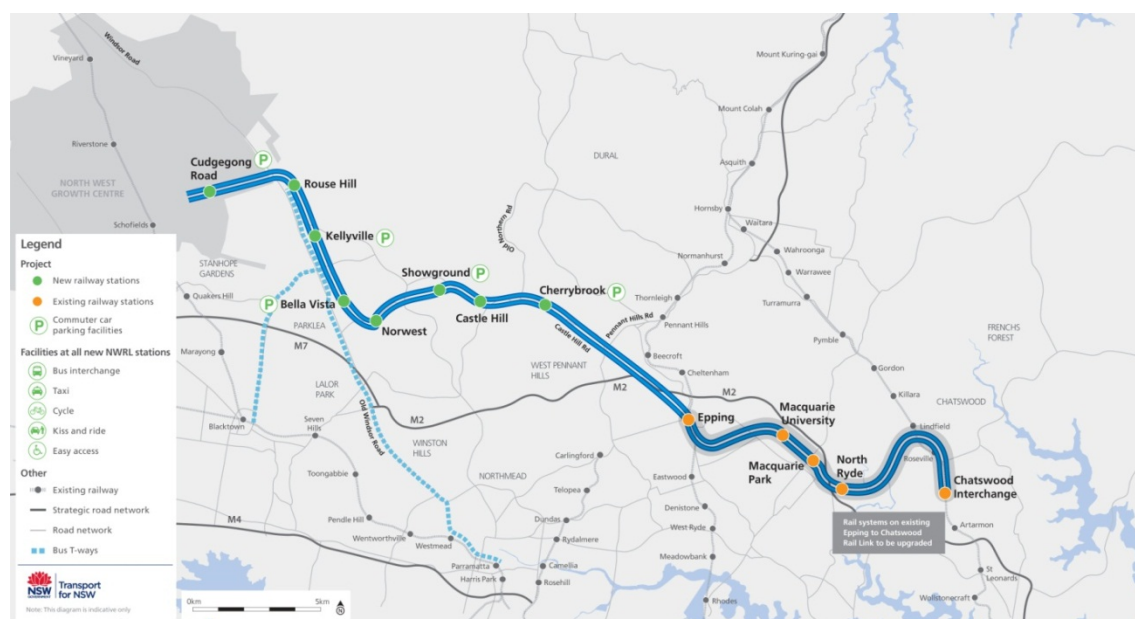 Windsor Road
Vineyard
Riverstone
NORTH WEST
GROWTH CENTRE
Schofields
Cudgegong
Road
P
Rouse Hill
Kellyville
P
STANHOPE
GARDENS
Quakers Hill
P
Bella Vista
PARKLEA
Norwest
Showground
P
Castle Hill
Cherrybrook
P
Castle Hill Rd
Pennant Hills Rd
Old Northern Rd
DURAL
Mount Kuring-gai
Mount Colah
Asquith
Hornsby
Waitara
Wahroonga
Warrawee
Turramurra
Normanhurst
Thornleigh
Pennant Hills
Beecroft
Cheltenham
Pymble
Gordon
Killara
Lindfield
Roseville
FRENCHS
FOREST
CHATSWOOD
WEST PENNANT
HILLS
M2
M2
M2
M7
Marayong
LALOR
PARK
Blacktown
Seven
Hills
Old Windsor Road
WINSTON
HILLS
Toongabbie
NORTHMEAD
Pendle Hill
Wentworthville
Westmead
Parramatta
Harris Park
M4
Carlingford
Telopea
Dundas
Rydalmere
Camellia
Rosehill
Epping
Eastwood
Denistone
West Ryde
Meadowbank
Rhodes
Macquarie
University
Macquarie
Park
North
Ryde
Chatswood
Interchange
Artarmon
St
Leonards
Wollstonecraft
Rail systems on existing
Epping to Chatswood
Rail Link to be upgraded
Legend
Project
New railway stations
Existing railway stations
P
Commuter car
parking facilities
Facilities at all new NWRL stations
Bus interchange
Taxi
Cycle
Kiss and ride
Easy access
Other
Existing railway
Strategic road network
Road network
Bus T-ways
NSW
GOVERNMENT
Transport
for NSW
Note: This diagram is indicative only
0km
5km
N